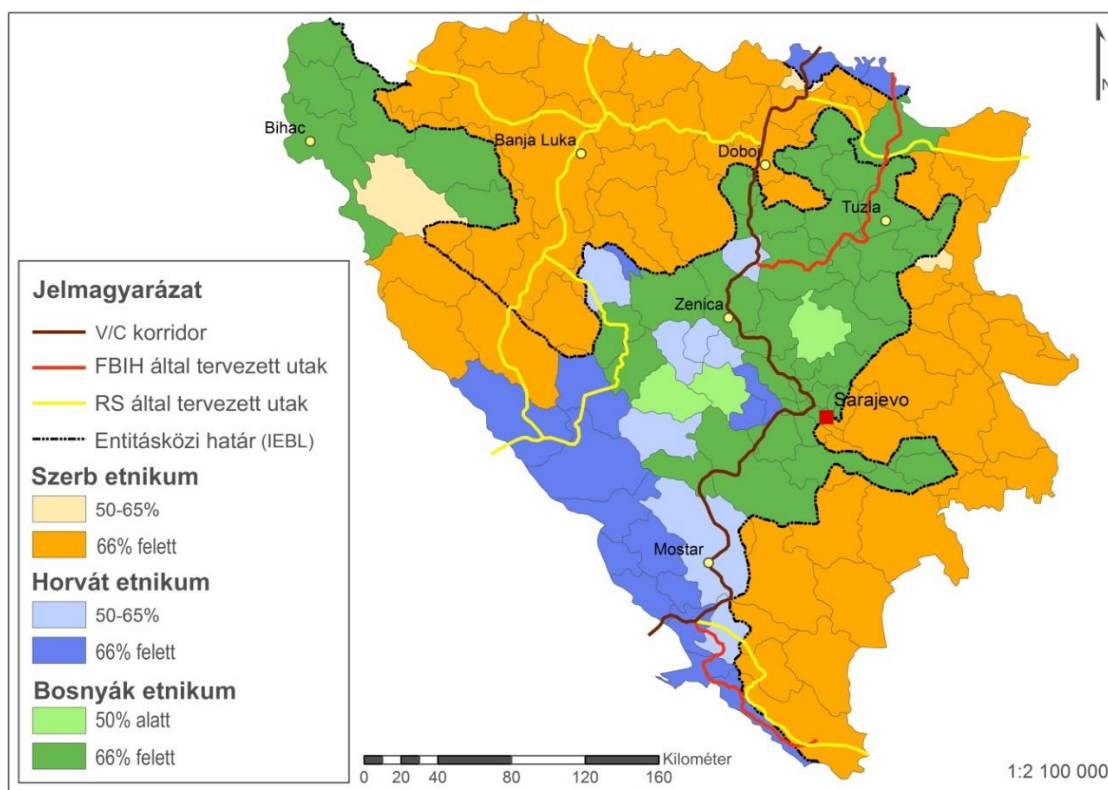 N
Bihac
Banja Luka
Doboj
Tuzla
Zenica
Sarajevo
Mostar
Jelmagyarázat
V/C korridor
FBIH által tervezett utak
RS által tervezett utak
Entitásközi határ (IEBL)
Szerb etnikum
50-65%
66% felett
Horvát etnikum
50-65%
66% felett
Bosnyák etnikum
50% alatt
66% felett
Kilométer
0 20 40 80 120 160
1:2 100 000